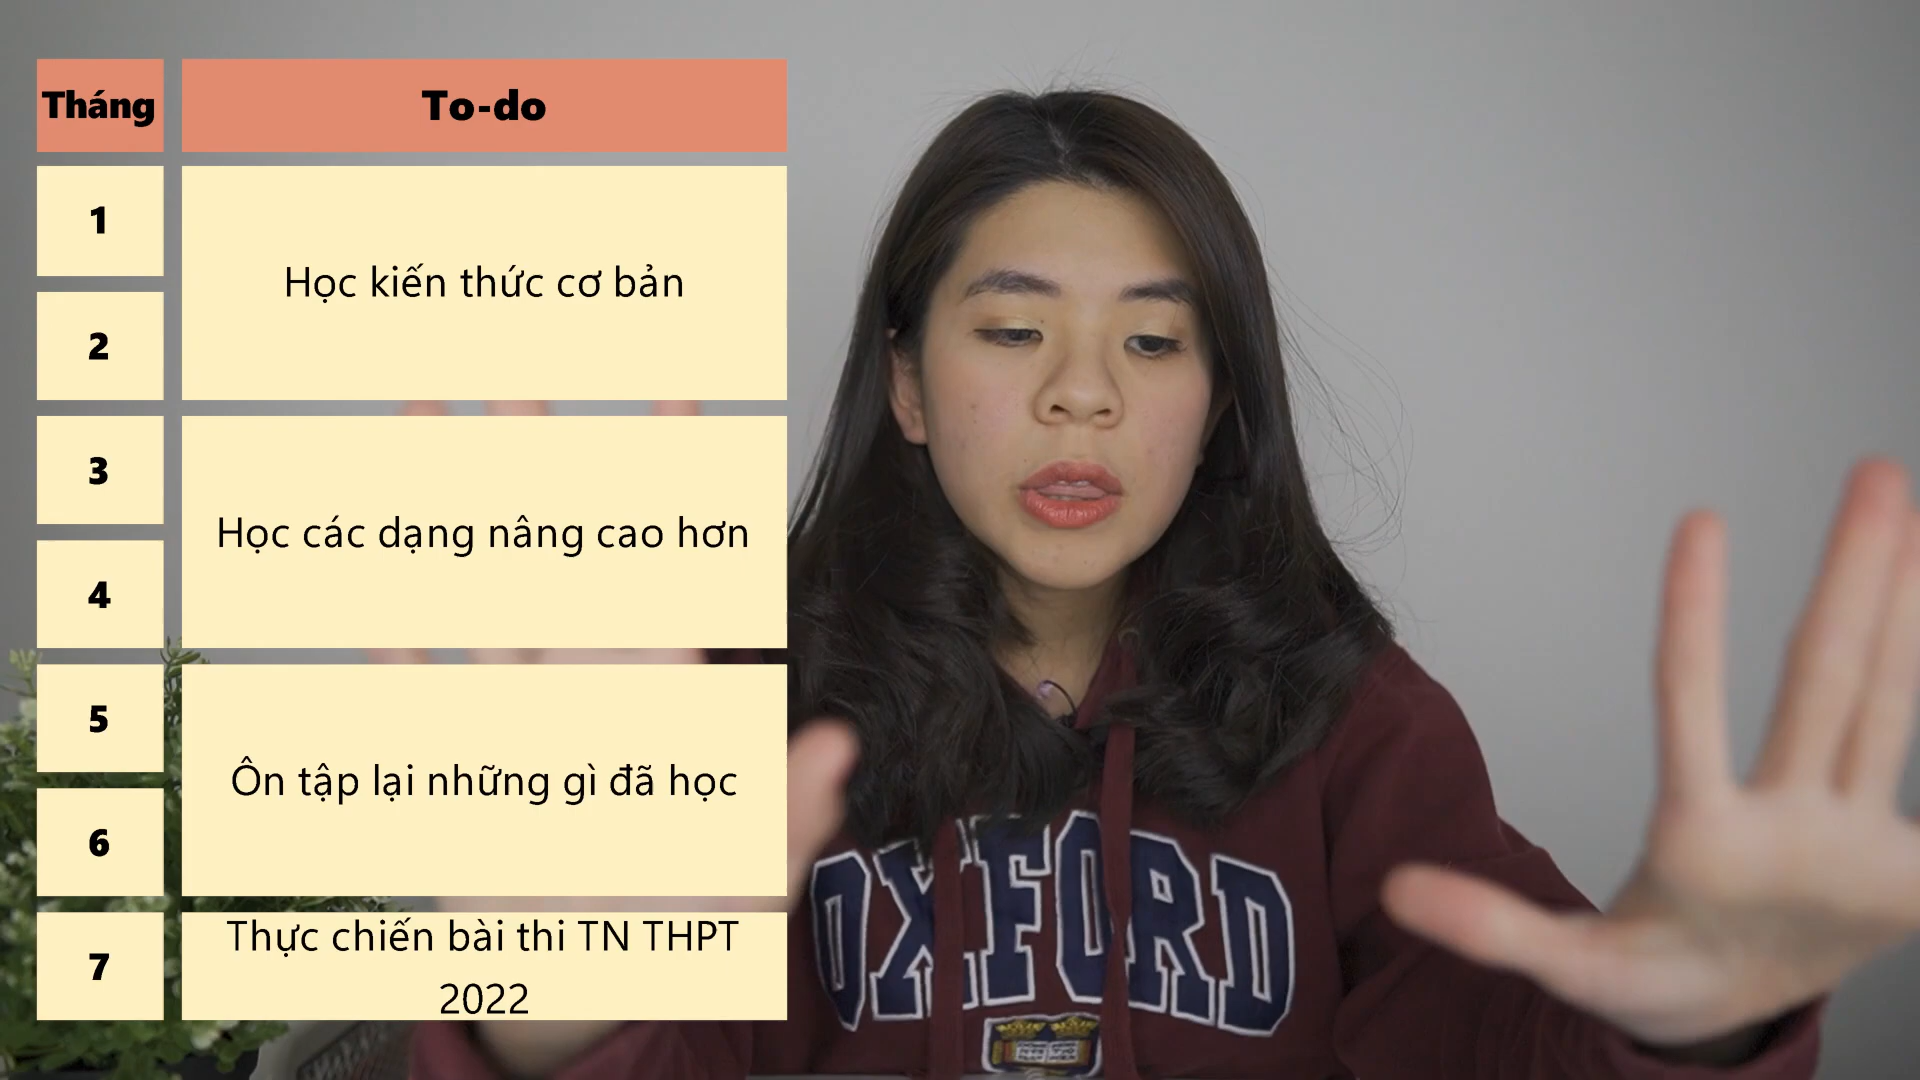 Tháng
To-do
1
2
Học kiến thức cơ bản
3
4
Học các dạng nâng cao hơn
5
6
Ôn tập lại những gì đã học
7
Thực chiến bài thi TN THPT
2022
OXFORD